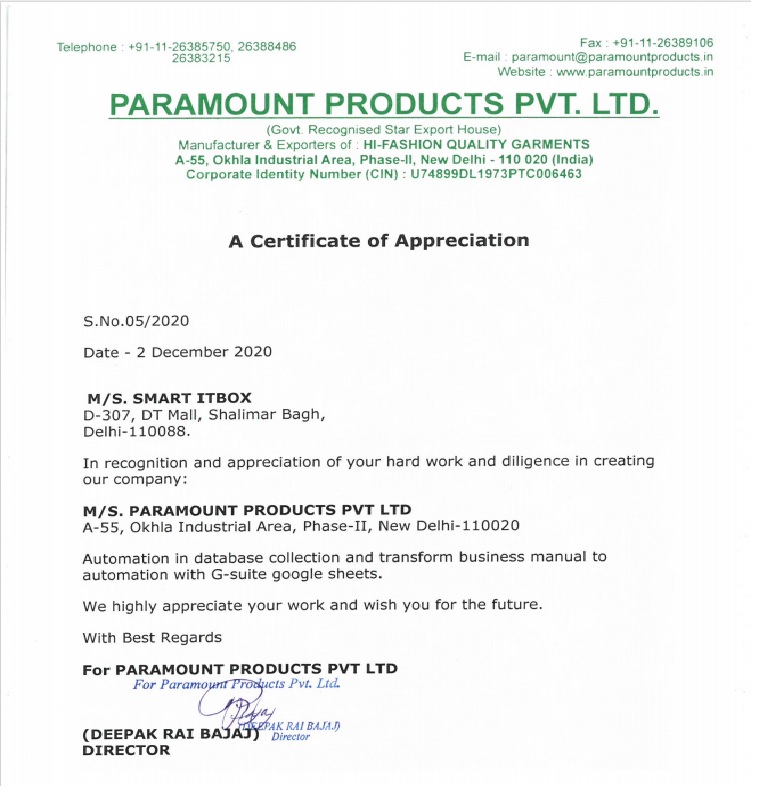 Telephone : +91-11-26385750, 26388486
26383215
Fax : +91-11-26389106
E-mail : paramount@paramountproducts.in
Website : www.paramountproducts.in
PARAMOUNT PRODUCTS PVT. LTD.
(Govt. Recognised Star Export House)
Manufacturer & Exporters of : HI-FASHION QUALITY GARMENTS
A-55, Okhla Industrial Area, Phase-II, New Delhi - 110 020 (India)
Corporate Identity Number (CIN) : U74899DL1973PTC006463
A Certificate of Appreciation
S.No.05/2020
Date - 2 December 2020
M/S. SMART ITBOX
D-307, DT Mall, Shalimar Bagh,
Delhi-110088.
In recognition and appreciation of your hard work and diligence in creating
our company:
M/S. PARAMOUNT PRODUCTS PVT LTD
A-55, Okhla Industrial Area, Phase-II, New Delhi-110020
Automation in database collection and transform business manual to
automation with G-suite google sheets.
We highly appreciate your work and wish you for the future.
With Best Regards
For PARAMOUNT PRODUCTS PVT LTD
For Paramount Products Pvt. Ltd.
(DEEPAK RAI BAJAJ)
Director
(DEEPAK RAI BAJAJ)
DIRECTOR